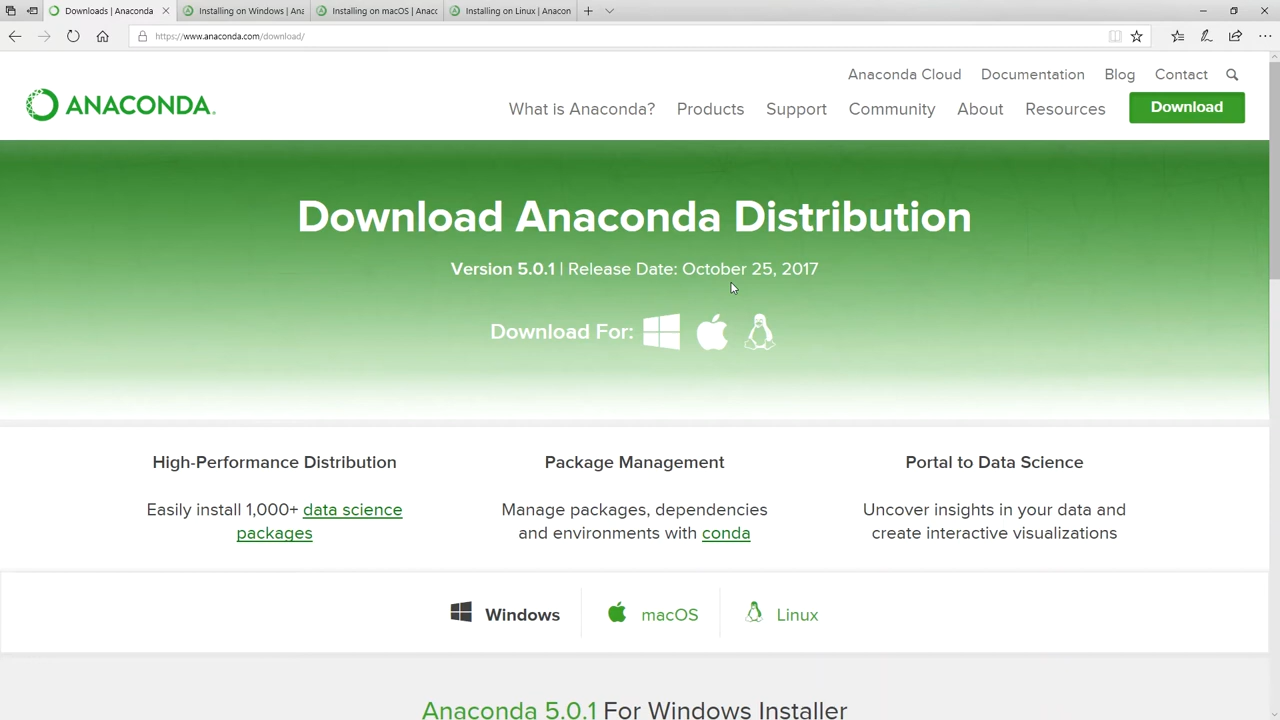 Downloads | Anaconda
Installing on Windows | Ana
Installing on macOS | Anaco
Installing on Linux | Anacon
https://www.anaconda.com/download/
Anaconda Cloud Documentation Blog Contact
ANACONDA.
What is Anaconda? Products Support Community About Resources Download
Download Anaconda Distribution
Version 5.0.1 | Release Date: October 25, 2017
Download For:
High-Performance Distribution
Easily install 1,000+ data science
packages
Package Management
Manage packages, dependencies
and environments with conda
Portal to Data Science
Uncover insights in your data and
create interactive visualizations
Windows macOS Linux
Anaconda 5.0.1 For Windows Installer